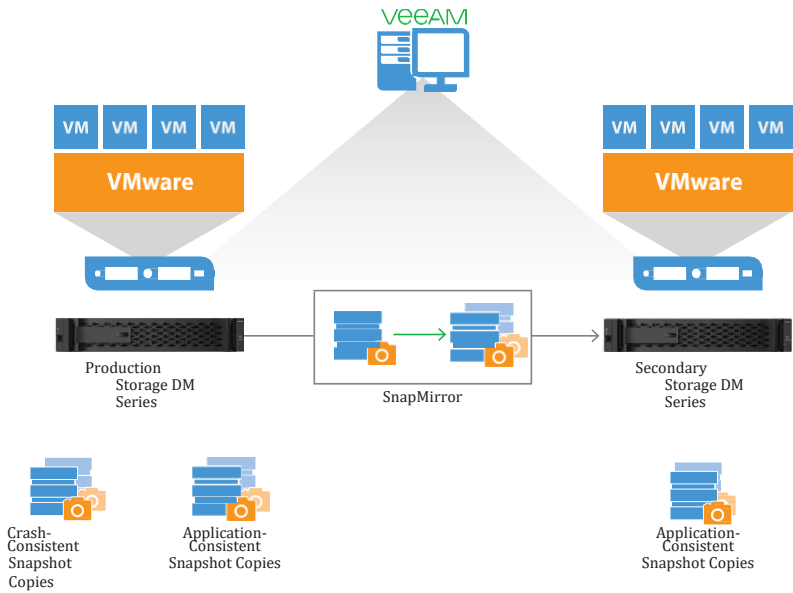 veeAM
VM VM VM VM
VMware
VM VM VM VM
VMware
Production
Storage DM
Series
SnapMirror
Secondary
Storage DM
Series
Crash-
Consistent
Snapshot
Copies
Application-
Consistent
Snapshot Copies
Application-
Consistent
Snapshot Copies